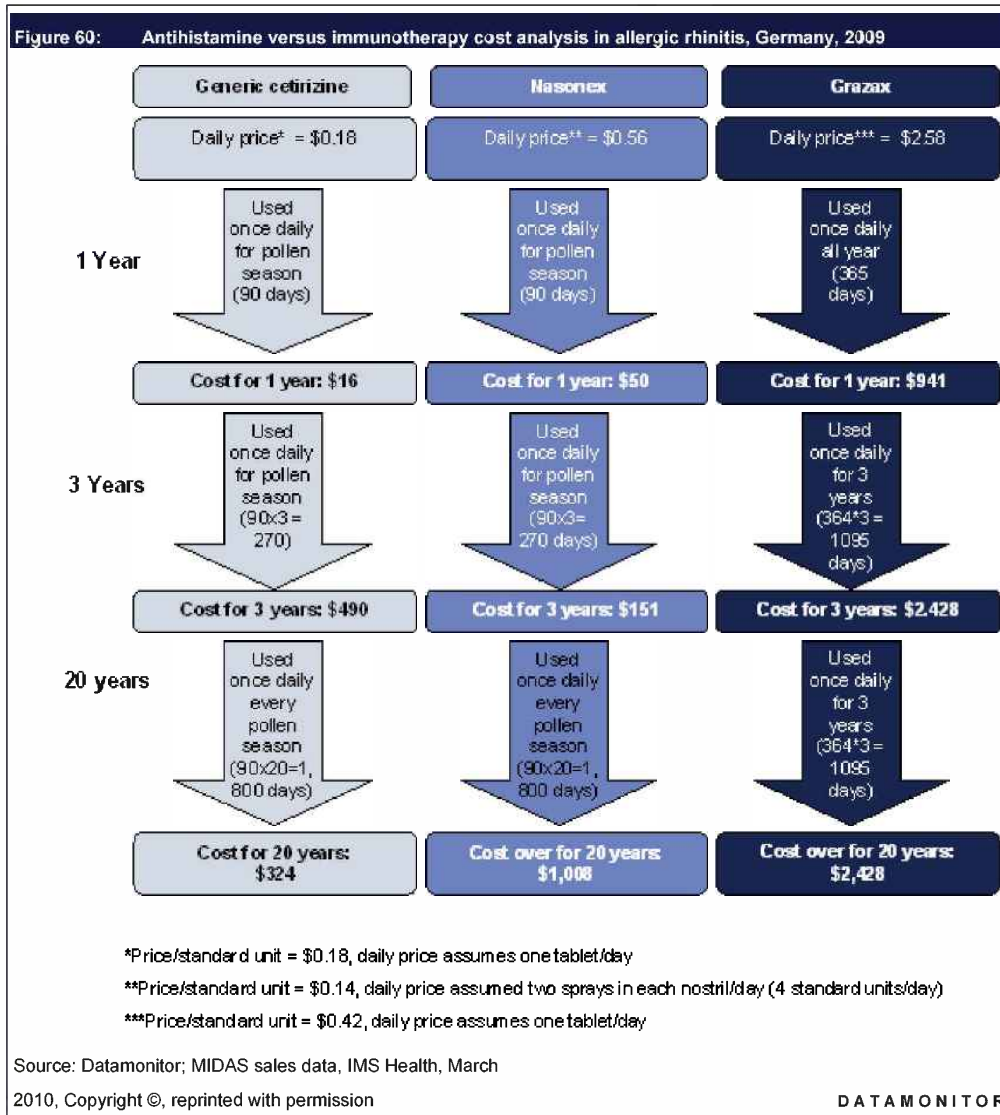 Figure 60: Antihistamine versus immunotherapy cost analysis in allergic rhinitis, Germany, 2009
Generic cetirizine
Nasonex
Grazax
Daily price* = $0.18
Daily price** = $0.56
Daily price*** = $2.58
1 Year
Used
once daily
for pollen
season
(90 days)
Used
once daily
for pollen
season
(90 days)
Used
once daily
all year
(365
days)
Cost for 1 year: $16
Cost for 1 year: $50
Cost for 1 year: $941
3 Years
Used
once daily
for pollen
season
(90x3=
270)
Used
once daily
for pollen
season
(90x3=
270 days)
Used
once daily
for 3
years
(364*3=
1095
days)
Cost for 3 years: $490
Cost for 3 years: $151
Cost for 3 years: $2.428
20 years
Used
once daily
every
pollen
season
(90x20=1,
800 days)
Used
once daily
every
pollen
season
(90x20=1,
800 days)
Used
once daily
for 3
years
(364*3=
1095
days)
Cost for 20 years:
$324
Cost over for 20 years:
$1,008
Cost over for 20 years:
$2,428
*Price/standard unit = $0.18, daily price assumes one tablet/day
**Price/standard unit = $0.14, daily price assumed two sprays in each nostril/day (4 standard units/day)
***Price/standard unit = $0.42, daily price assumes one tablet/day
Source: Datamonitor; MIDAS sales data, IMS Health, March
2010, Copyright ©, reprinted with permission
DATAMONITOR